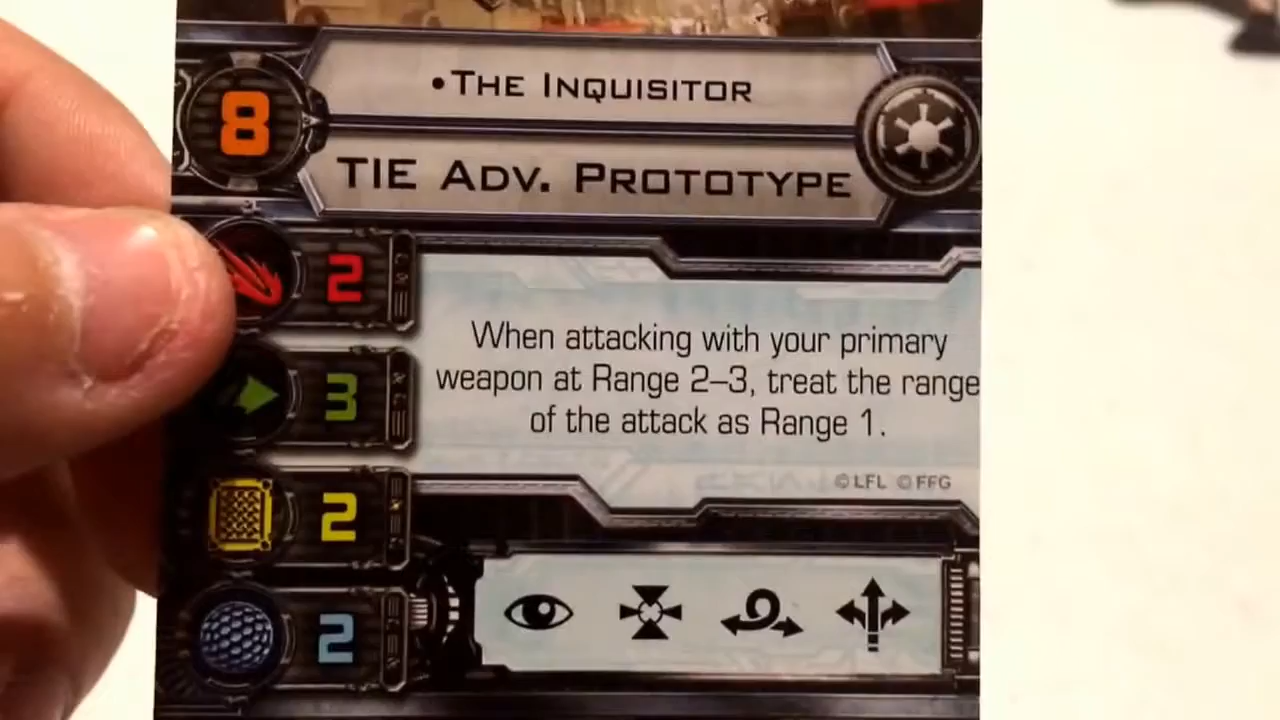 8
•THE INQUISITOR
TIE ADV. PROTOTYPE
2
3
2
2
When attacking with your primary
weapon at Range 2–3, treat the range
of the attack as Range 1.
©LFL ©FFG